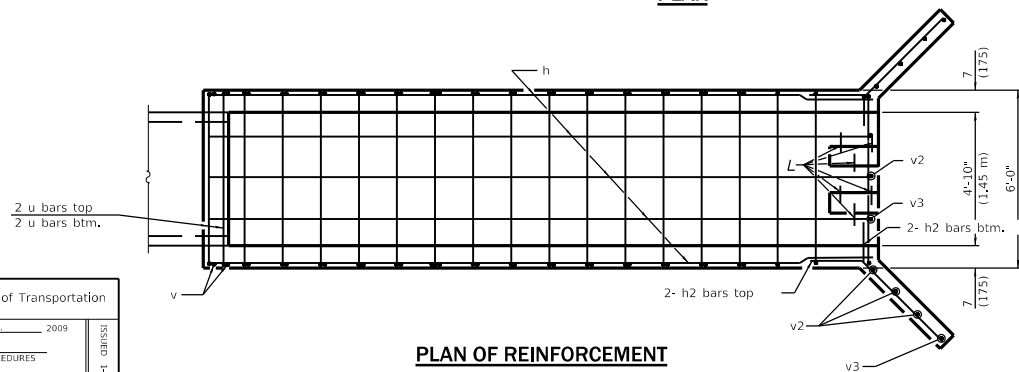 PLAN
h
7
(175)
L
v2
4'-10"
(1.45 m)
6'-0"
v3
2 u bars top
2 u bars btm.
2- h2 bars btm.
of Transportation
2009
ISSUED
EDURES
v
2- h2 bars top
7
(175)
v2
PLAN OF REINFORCEMENT
v3